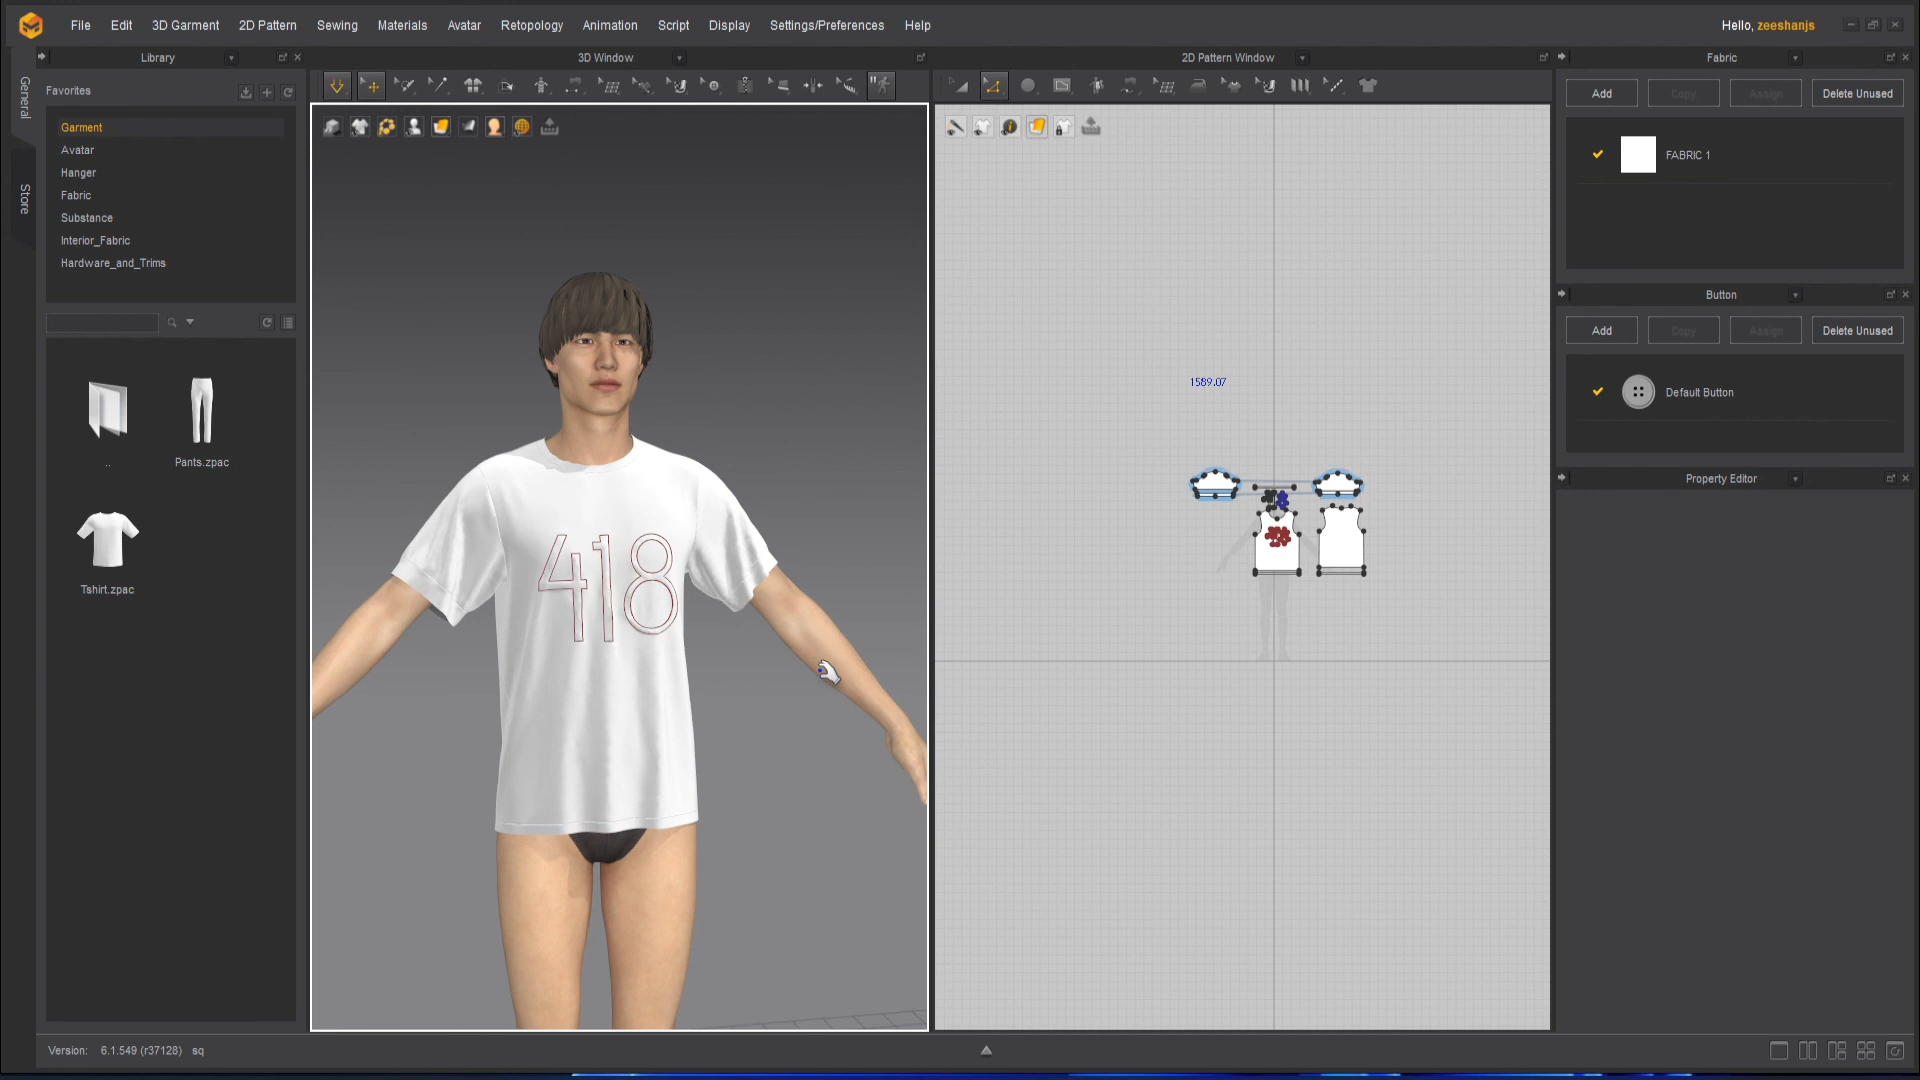 File Edit 3D Garment 2D Pattern Sewing Materials Avatar Retopology Animation Script Display Settings/Preferences Help
Hello, zeeshanjs
Library
3D Window
2D Pattern Window
Fabric
General
Store
Favorites
Garment
Avatar
Hanger
Fabric
Substance
Interior_Fabric
Hardware_and_Trims
..
Pants.zpac
Tshirt.zpac
418
1589.07
Add Copy Assign Delete Unused
FABRIC 1
Button
Add Copy Assign Delete Unused
Default Button
Property Editor
Version: 6.1.549 (r37128) sq